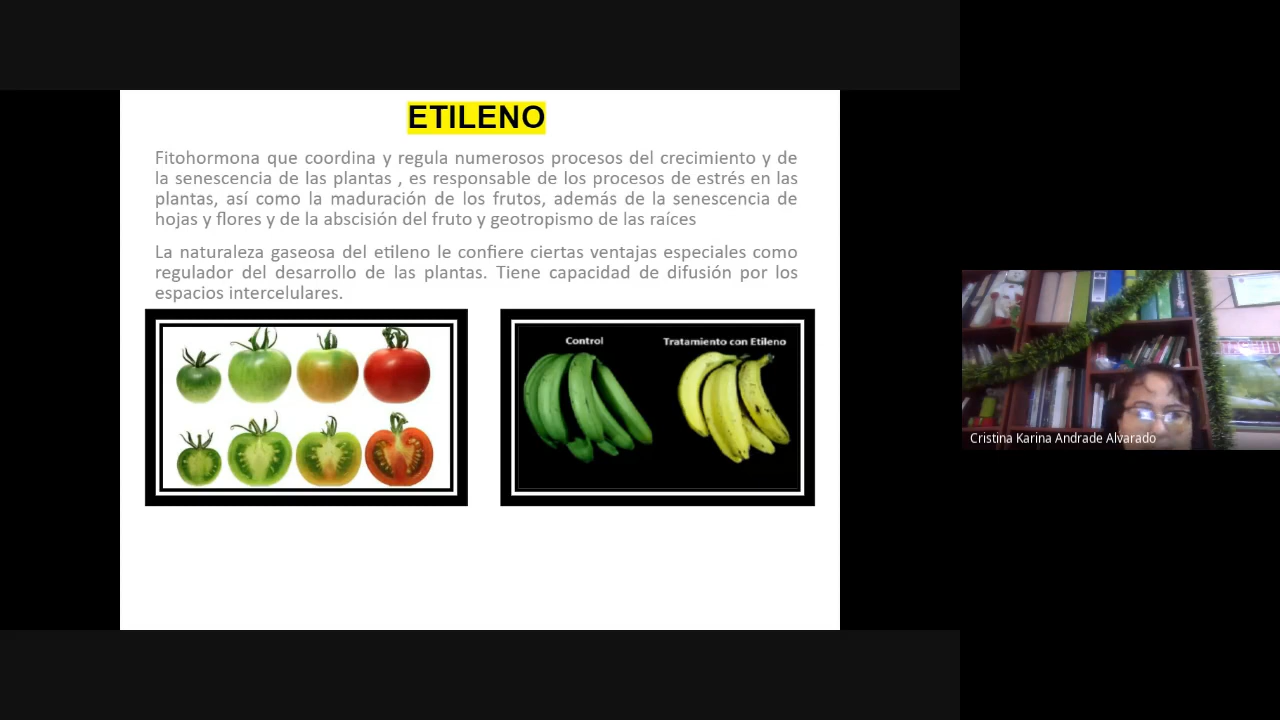 ETILENO
Fitohormona que coordina y regula numerosos procesos del crecimiento y de
la senescencia de las plantas , es responsable de los procesos de estrés en las
plantas, así como la maduración de los frutos, además de la senescencia de
hojas y flores y de la abscisión del fruto y geotropismo de las raíces
La naturaleza gaseosa del etileno le confiere ciertas ventajas especiales como
regulador del desarrollo de las plantas. Tiene capacidad de difusión por los
espacios intercelulares.
Control
Tratamiento con Etileno
Cristina Karina Andrade Alvarado